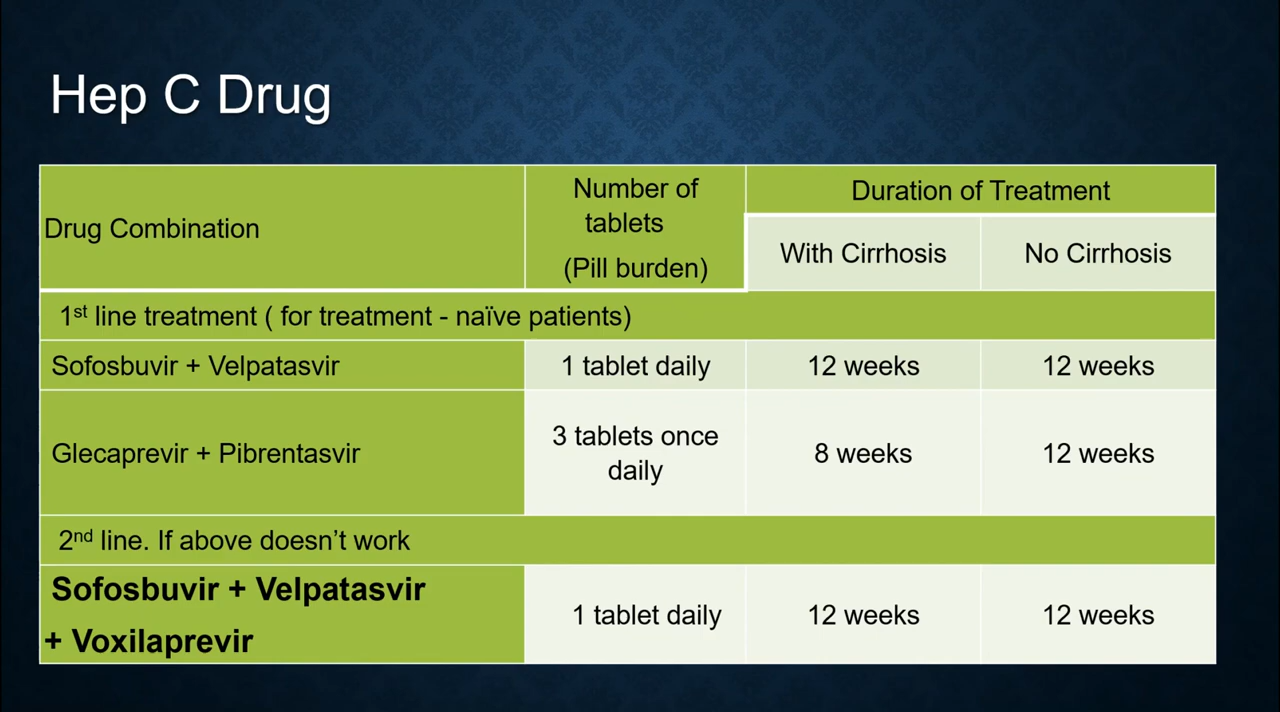 Hep C Drug
Drug Combination
Number of
tablets
(Pill burden)
Duration of Treatment
With Cirrhosis
No Cirrhosis
1st line treatment ( for treatment - naïve patients)
Sofosbuvir + Velpatasvir
1 tablet daily
12 weeks
12 weeks
Glecaprevir + Pibrentasvir
3 tablets once
daily
8 weeks
12 weeks
2nd line. If above doesn’t work
Sofosbuvir + Velpatasvir
+ Voxilaprevir
1 tablet daily
12 weeks
12 weeks